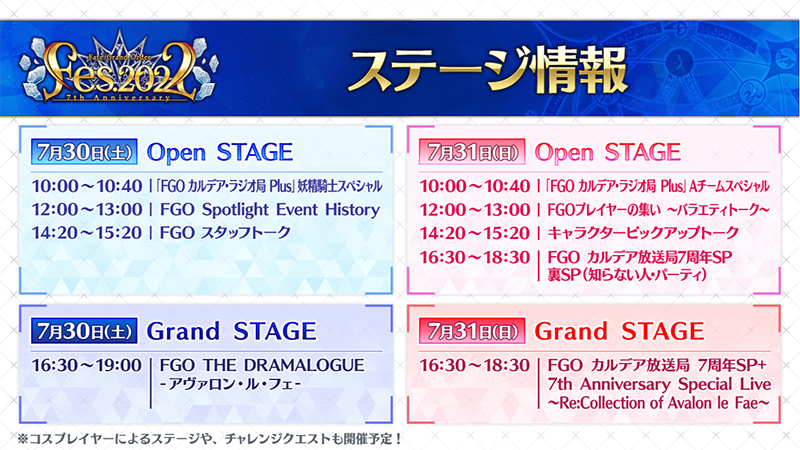 Fate/Grand Order
Fes.2022
7th Anniversary
ステージ情報
7月30日(土) Open STAGE
10:00～10:40 | 「FGO カルデア・ラジオ局 Plus」妖精騎士スペシャル
12:00～13:00 | FGO Spotlight Event History
14:20～15:20 | FGO スタッフトーク
7月31日(日) Open STAGE
10:00～10:40 | 「FGO カルデア・ラジオ局 Plus」Aチームスペシャル
12:00～13:00 | FGOプレイヤーの集い ～バラエティトーク～
14:20～15:20 | キャラクターピックアップトーク
16:30～18:30 | FGO カルデア放送局7周年SP
裏SP（知らない人・パーティ）
7月30日(土) Grand STAGE
16:30～19:00 | FGO THE DRAMALOGUE
-アヴァロン・ル・フェ-
7月31日(日) Grand STAGE
16:30～18:30 | FGO カルデア放送局 7周年SP+
7th Anniversary Special Live
～Re:Collection of Avalon le Fae～
※コスプレイヤーによるステージや、チャレンジクエストも開催予定！